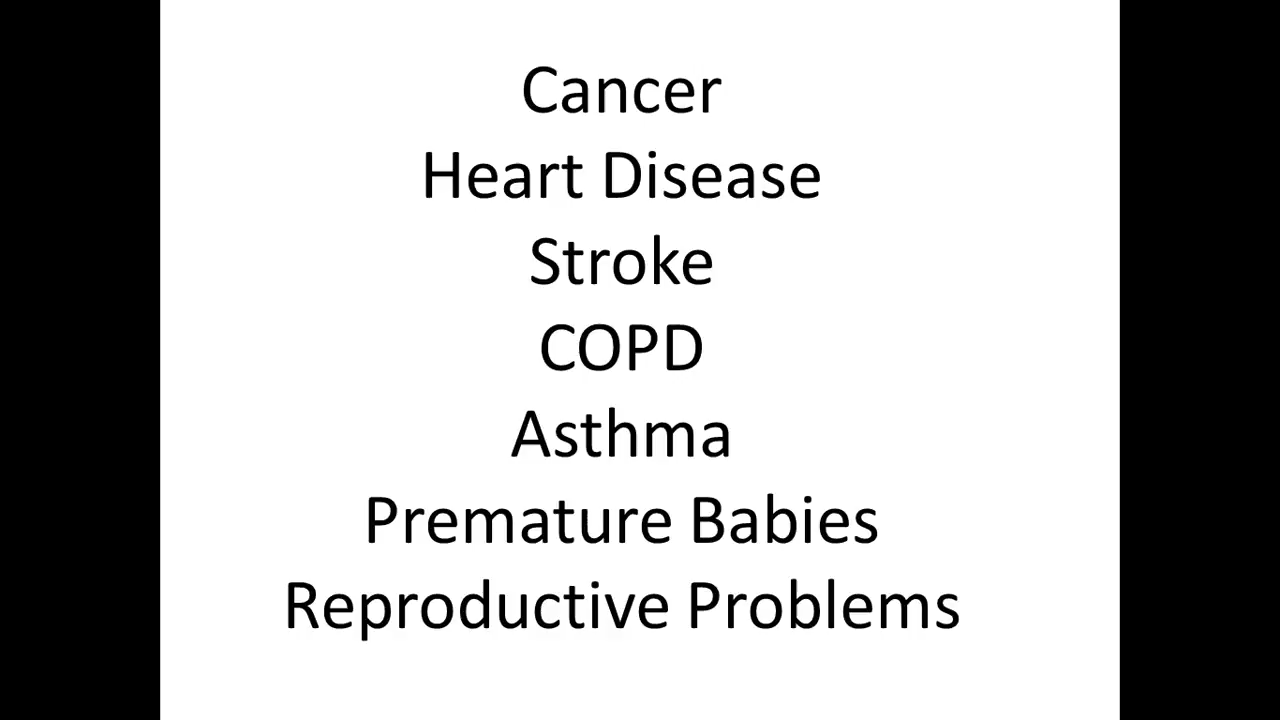 Cancer
Heart Disease
Stroke
COPD
Asthma
Premature Babies
Reproductive Problems